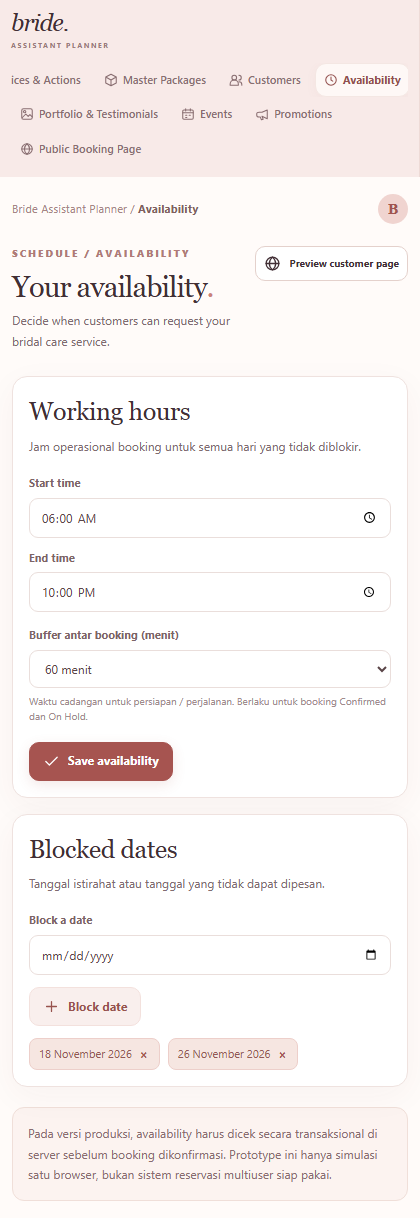 bride.
ASSISTANT PLANNER
ices & Actions
Master Packages
Customers
Availability
Portfolio & Testimonials
Events
Promotions
Public Booking Page
Bride Assistant Planner / Availability
B
SCHEDULE / AVAILABILITY
Preview customer page
Your availability.
Decide when customers can request your
bridal care service.
Working hours
Jam operasional booking untuk semua hari yang tidak diblokir.
Start time
06:00 AM
End time
10:00 PM
Buffer antar booking (menit)
60 menit
Waktu cadangan untuk persiapan / perjalanan. Berlaku untuk booking Confirmed
dan On Hold.
Save availability
Blocked dates
Tanggal istirahat atau tanggal yang tidak dapat dipesan.
Block a date
mm/dd/yyyy
Block date
18 November 2026 ×
26 November 2026 ×
Pada versi produksi, availability harus dicek secara transaksional di
server sebelum booking dikonfirmasi. Prototype ini hanya simulasi
satu browser, bukan sistem reservasi multiuser siap pakai.